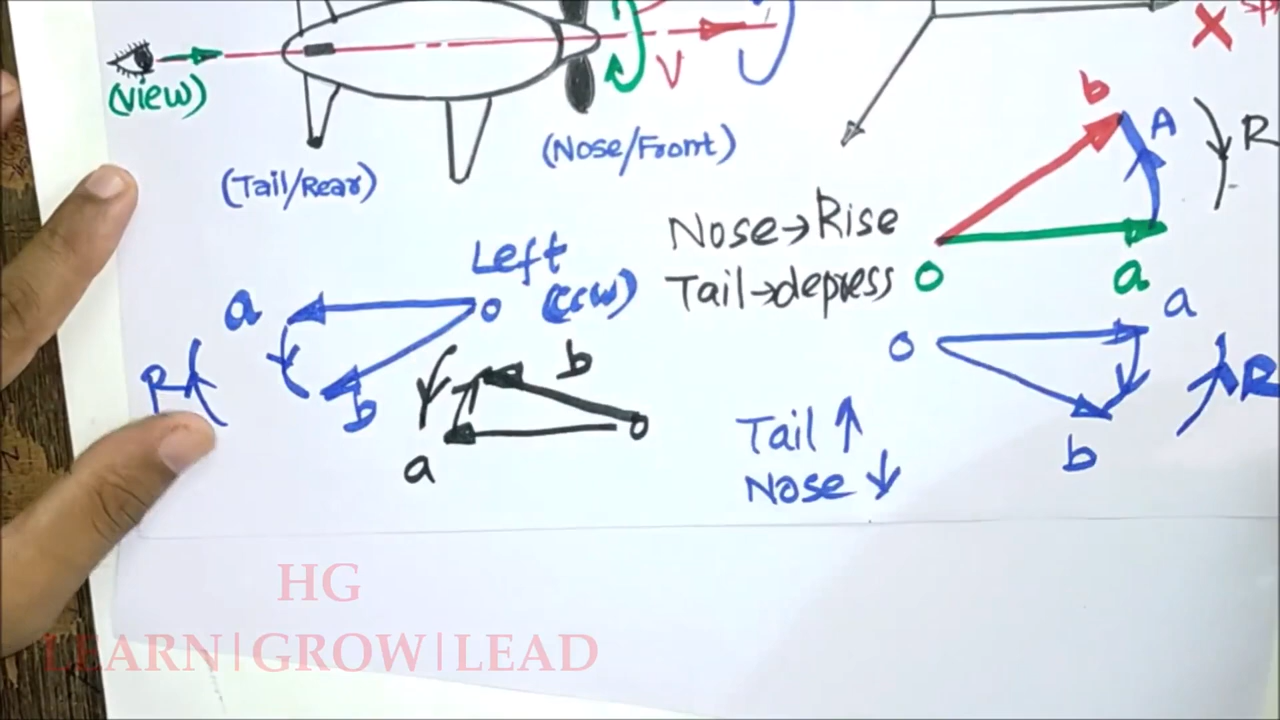 (view)
V
(Nose/Front)
(Tail/Rear)
b
A
R
Nose→Rise
Tail→depress
o
a
Left
(ccw)
a
o
b
R
b
o
a
o
a
b
R
Tail ↑
Nose ↓
HG
LEARN|GROW|LEAD